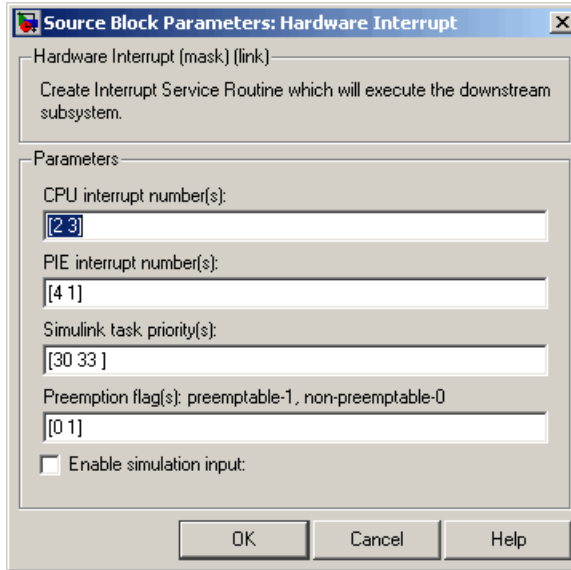 Source Block Parameters: Hardware Interrupt
Hardware Interrupt (mask) (link)
Create Interrupt Service Routine which will execute the downstream
subsystem.
Parameters
CPU interrupt number(s):
[2 3]
PIE interrupt number(s):
[4 1]
Simulink task priority(s):
[30 33 ]
Preemption flag(s): preemptable-1, non-preemptable-0
[0 1]
Enable simulation input:
OK Cancel Help